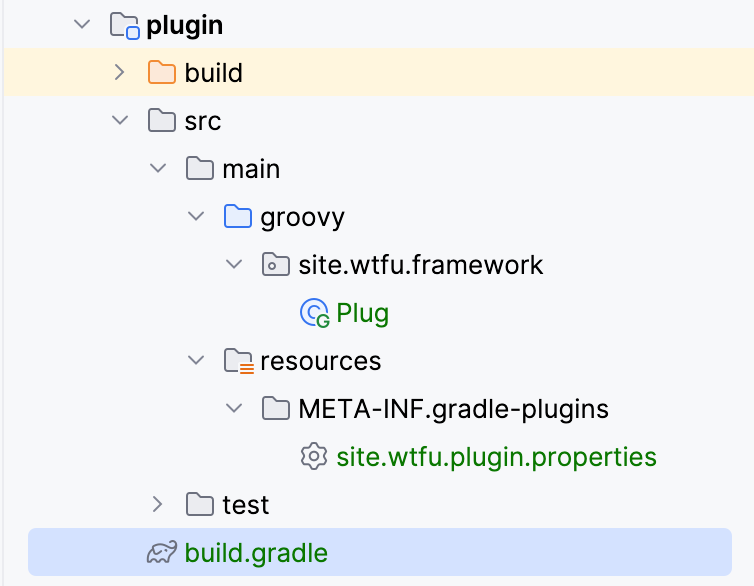 plugin
build
src
main
groovy
site.wtfu.framework
Plug
resources
META-INF.gradle-plugins
site.wtfu.plugin.properties
test
build.gradle